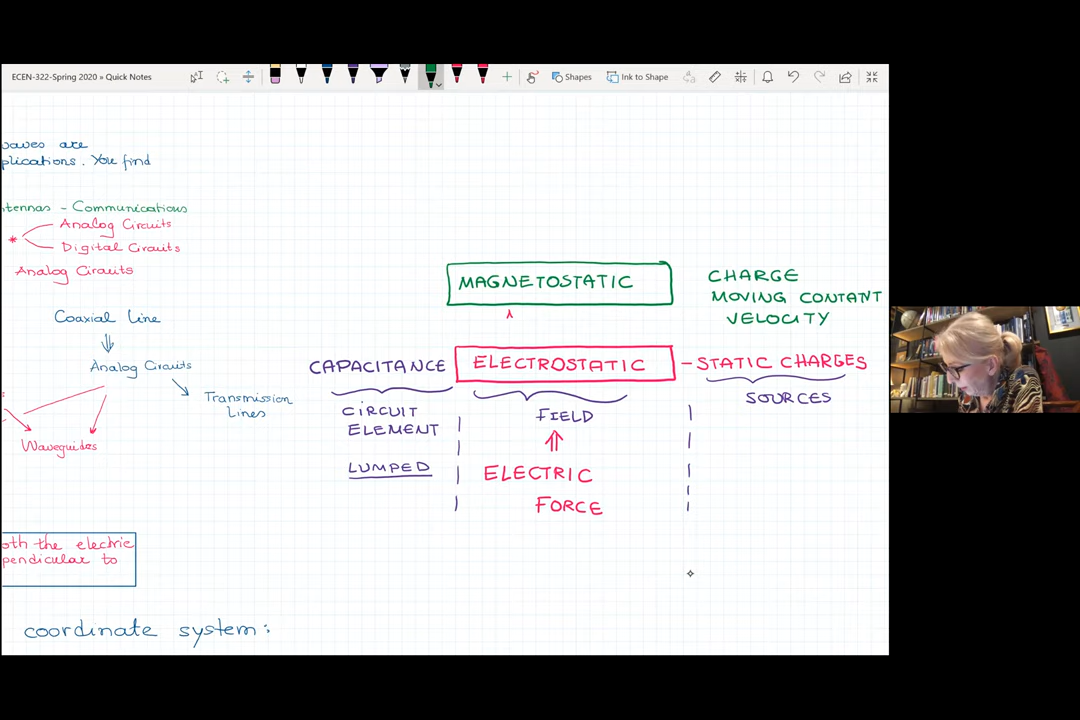 ECEN-322-Spring 2020 » Quick Notes
Shapes
Ink to Shape
waves are
plications. You find
tennas - Communications
* Analog Circuits
Digital Circuits
Analog Circuits
Coaxial Line
Analog Circuits
Transmission
Lines
Waveguides
oth the electric
pendicular to
coordinate system:
MAGNETOSTATIC
CHARGE
MOVING CONTANT
VELOCITY
CAPACITANCE
ELECTROSTATIC
- STATIC CHARGES
CIRCUIT
ELEMENT
LUMPED
FIELD
ELECTRIC
FORCE
SOURCES